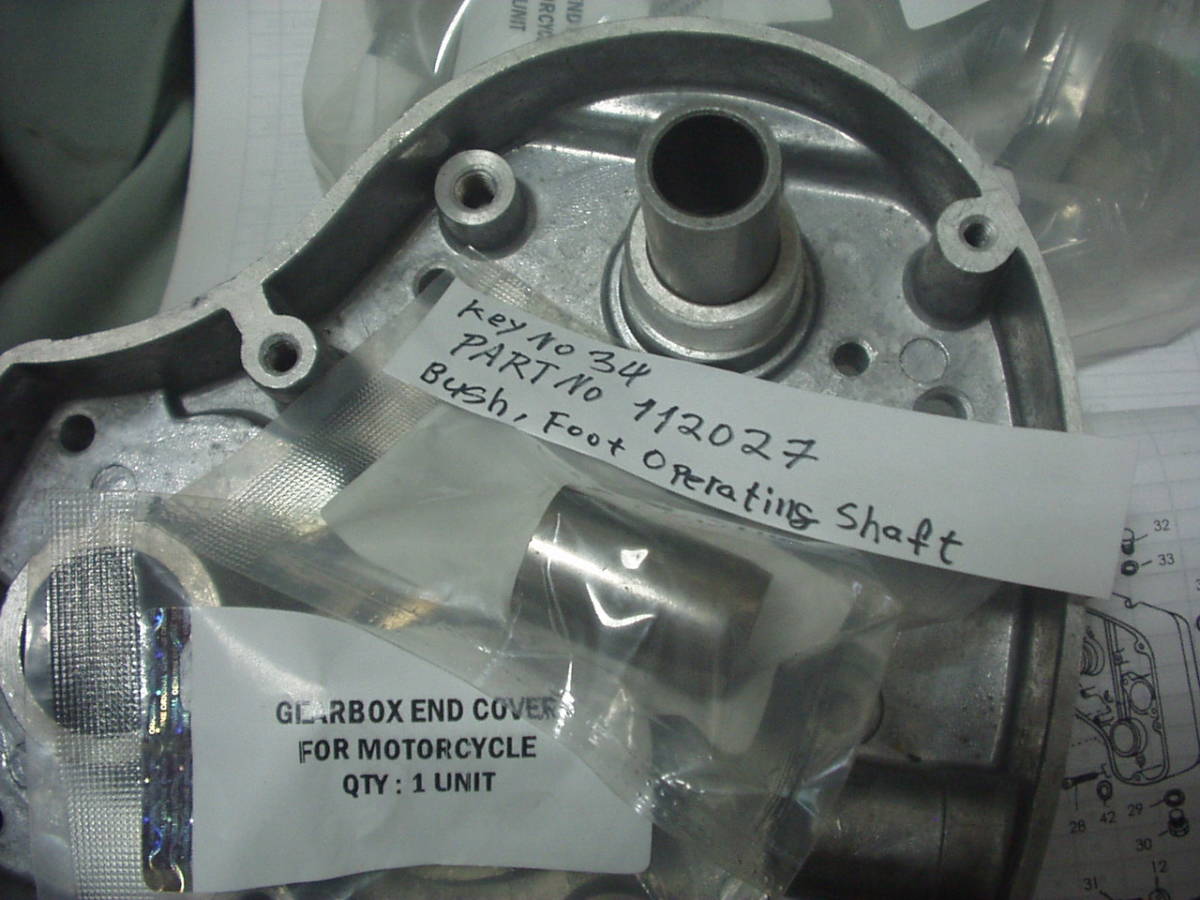 Key No 34
PART No 112027
Bush, Foot Operating Shaft
GEARBOX END COVER
FOR MOTORCYCLE
QTY : 1 UNIT
32
33
28
42
29
30
12
31